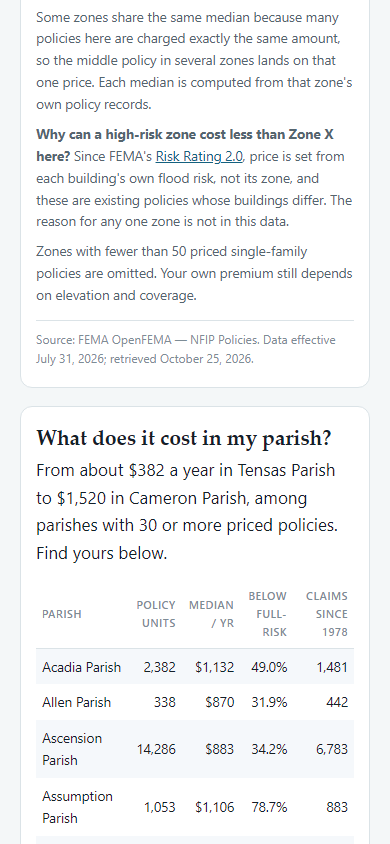 Some zones share the same median because many
policies here are charged exactly the same amount,
so the middle policy in several zones lands on that
one price. Each median is computed from that zone's
own policy records.
Why can a high-risk zone cost less than Zone X
here? Since FEMA's Risk Rating 2.0, price is set from
each building's own flood risk, not its zone, and
these are existing policies whose buildings differ. The
reason for any one zone is not in this data.
Zones with fewer than 50 priced single-family
policies are omitted. Your own premium still depends
on elevation and coverage.
Source: FEMA OpenFEMA — NFIP Policies. Data effective
July 31, 2026; retrieved October 25, 2026.
What does it cost in my parish?
From about $382 a year in Tensas Parish
to $1,520 in Cameron Parish, among
parishes with 30 or more priced policies.
Find yours below.
PARISH POLICY UNITS MEDIAN / YR BELOW FULL-RISK CLAIMS SINCE 1978
Acadia Parish 2,382 $1,132 49.0% 1,481
Allen Parish 338 $870 31.9% 442
Ascension Parish 14,286 $883 34.2% 6,783
Assumption Parish 1,053 $1,106 78.7% 883